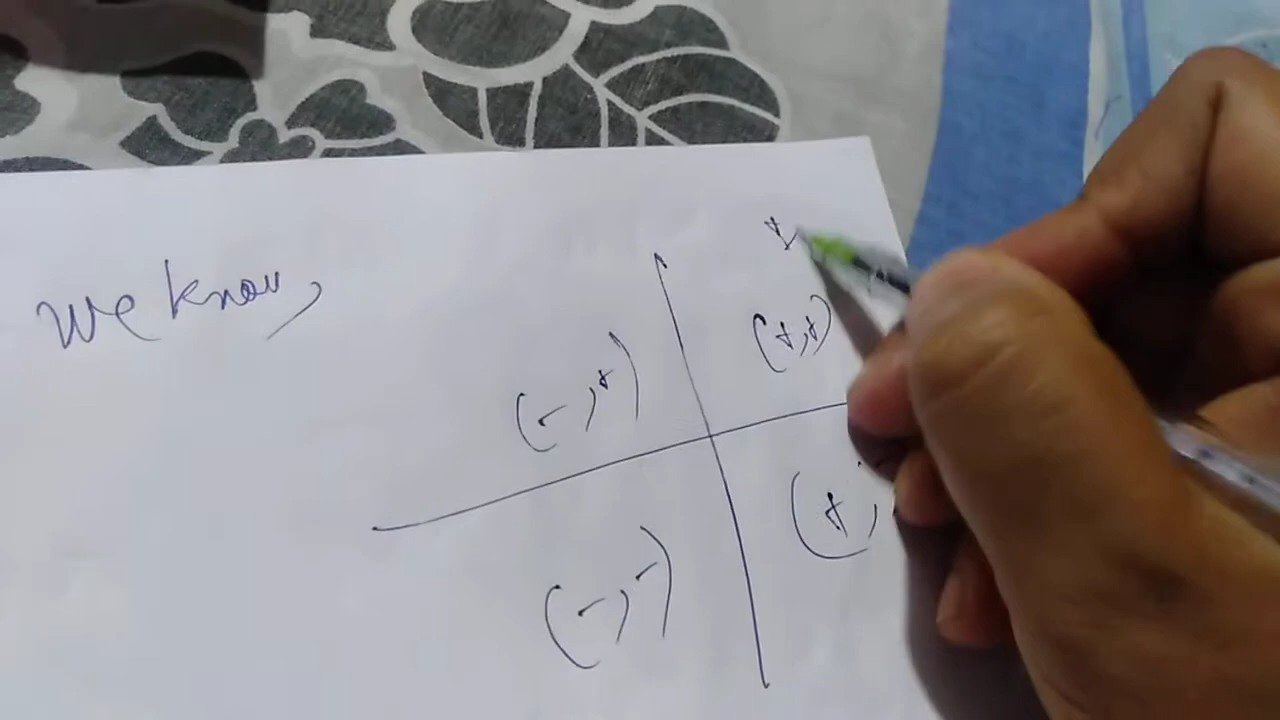 We know,
(-,+) (+,+)
(-,-) (+,